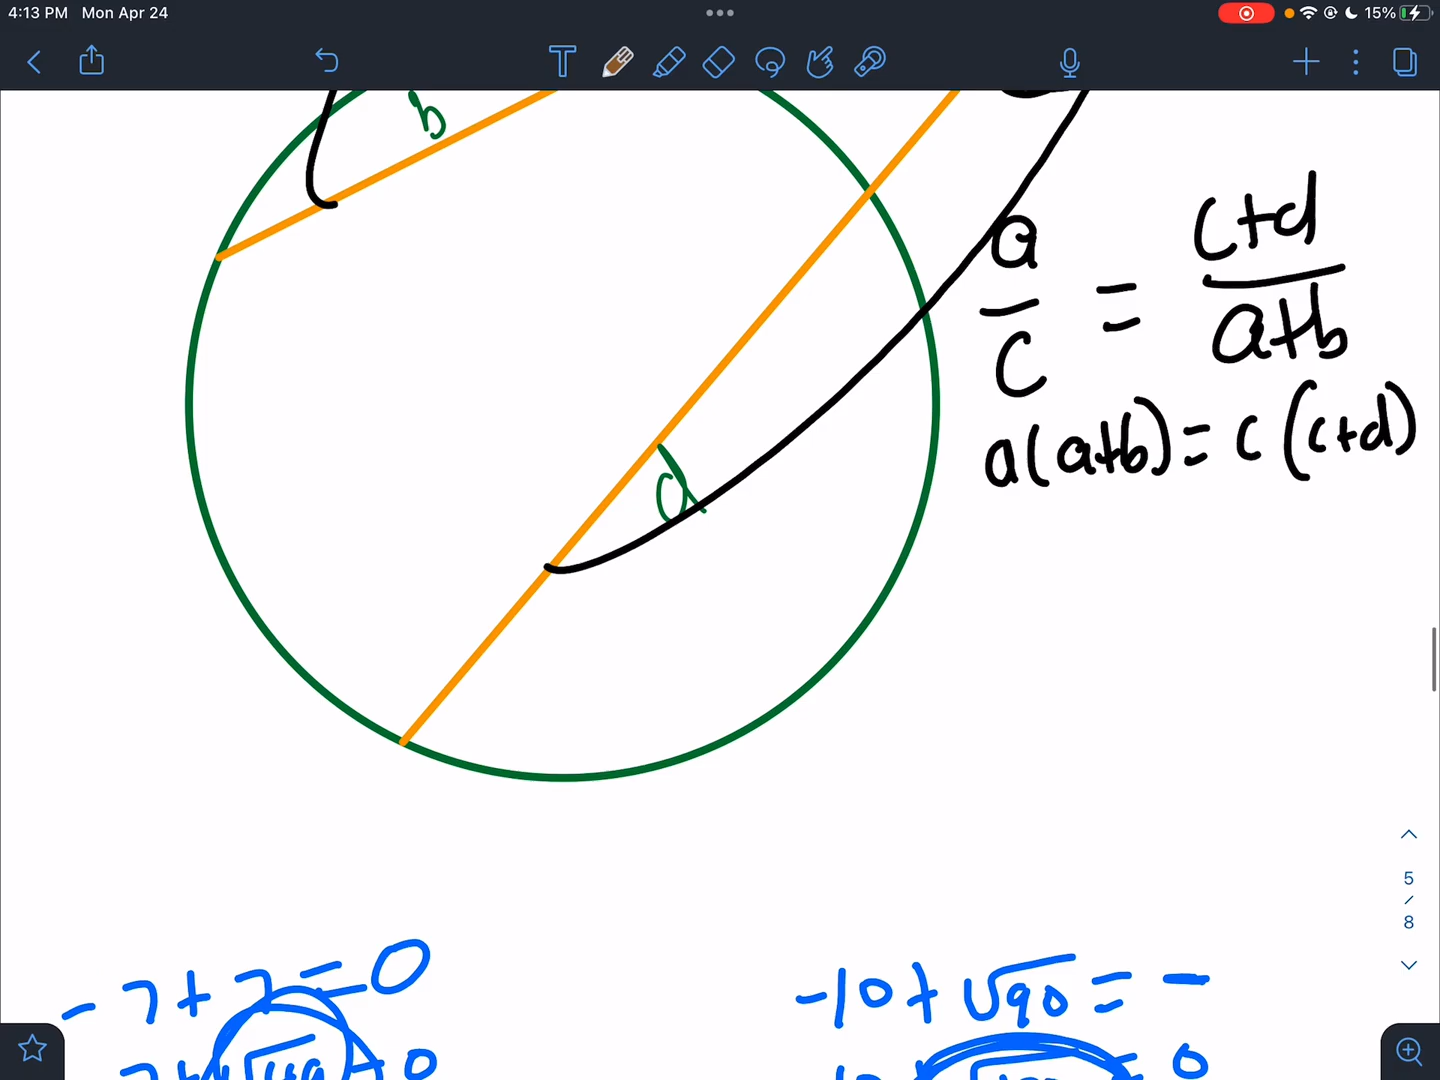 4:13 PM Mon Apr 24
15%
T
b
a/c = c+d/a+b
a(a+b) = c(c+d)
d
5
/
8
-7+7=0
-10+√90=-